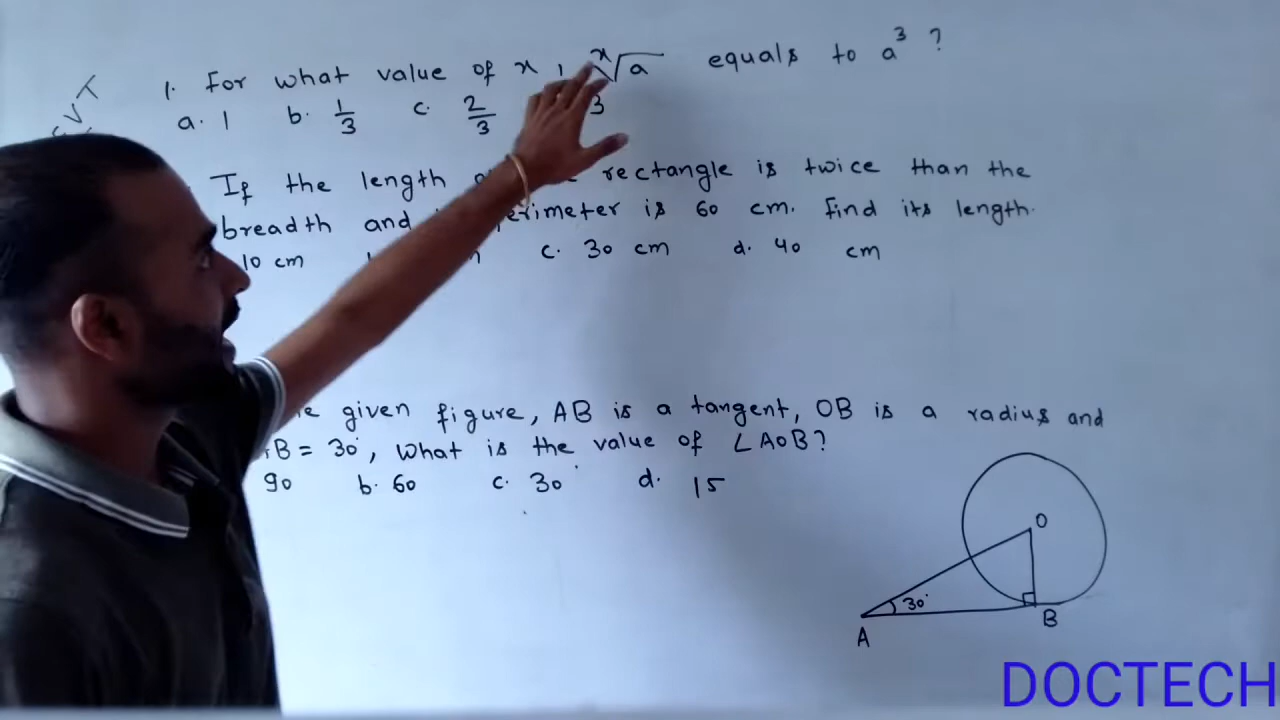 1. For what value of x, ˣ√a equals to a³ ?
a. 1 b. 1/3 c. 2/3 3
If the length rectangle is twice than the
breadth and perimeter is 60 cm. Find its length.
10 cm c. 30 cm d. 40 cm
given figure, AB is a tangent, OB is a radius and
B = 30°, what is the value of ∠AOB?
90 b. 60 c. 30° d. 15
O
30°
A B
DOCTECH